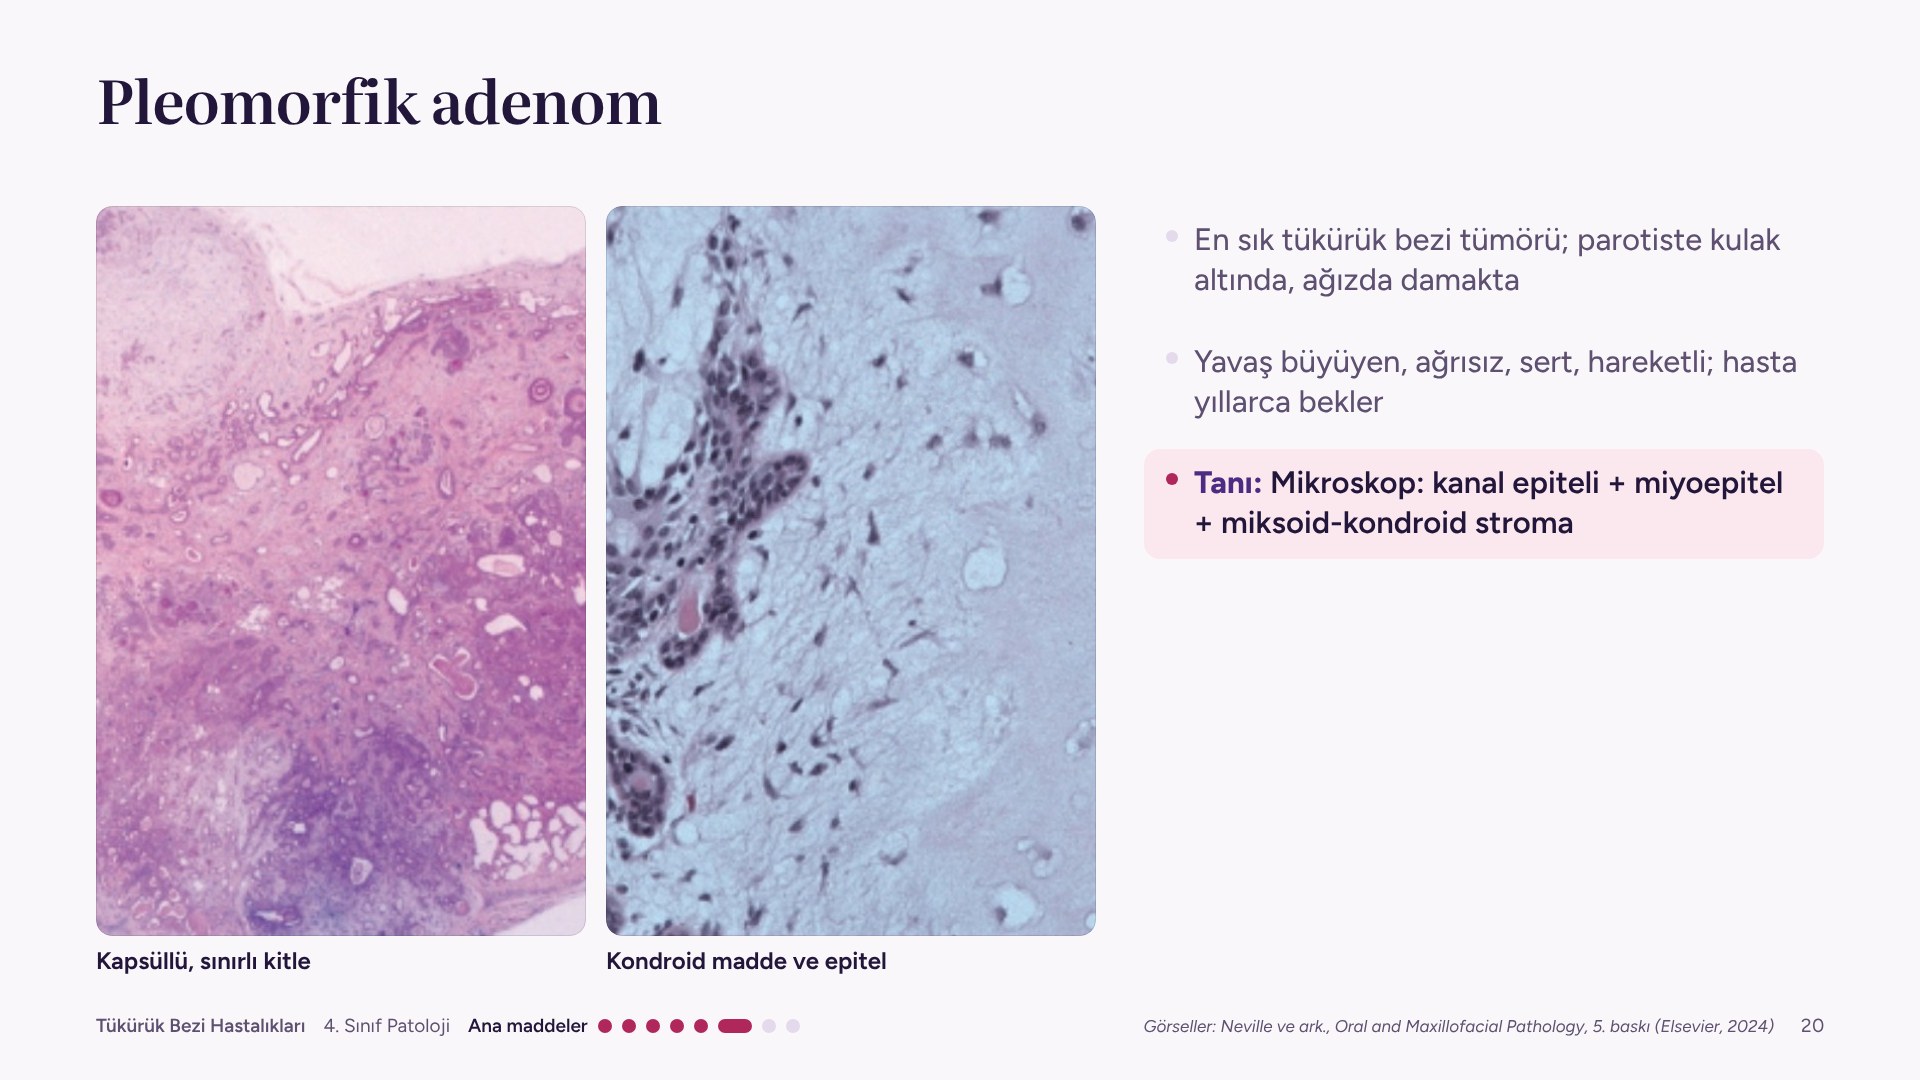 Pleomorfik adenom
En sık tükürük bezi tümörü; parotiste kulak
altında, ağızda damakta
Yavaş büyüyen, ağrısız, sert, hareketli; hasta
yıllarca bekler
Tanı: Mikroskop: kanal epiteli + miyoepitel
+ miksoid-kondroid stroma
Kapsüllü, sınırlı kitle
Kondroid madde ve epitel
Tükürük Bezi Hastalıkları 4. Sınıf Patoloji Ana maddeler
Görseller: Neville ve ark., Oral and Maxillofacial Pathology, 5. baskı (Elsevier, 2024) 20